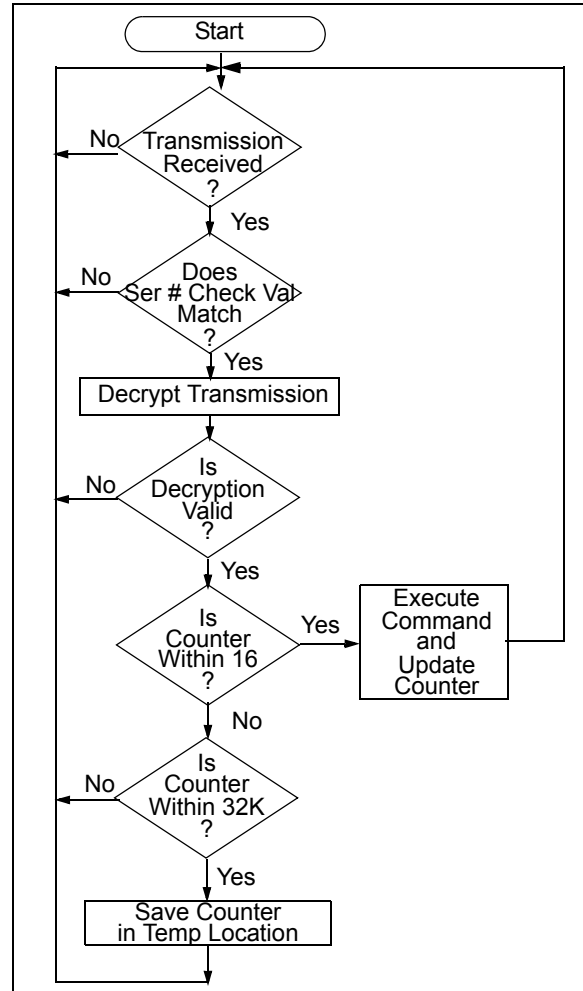 Start
No
Transmission
Received
?
Yes
No
Does
Ser # Check Val
Match
?
Yes
Decrypt Transmission
No
Is
Decryption
Valid
?
Yes
Is
Counter
Within 16
?
Yes
Execute
Command
and
Update
Counter
No
No
Is
Counter
Within 32K
?
Yes
Save Counter
in Temp Location